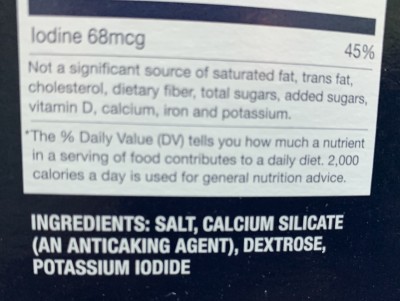 Iodine 68mcg 45%
Not a significant source of saturated fat, trans fat,
cholesterol, dietary fiber, total sugars, added sugars,
vitamin D, calcium, iron and potassium.
*The % Daily Value (DV) tells you how much a nutrient
in a serving of food contributes to a daily diet. 2,000
calories a day is used for general nutrition advice.
INGREDIENTS: SALT, CALCIUM SILICATE
(AN ANTICAKING AGENT), DEXTROSE,
POTASSIUM IODIDE